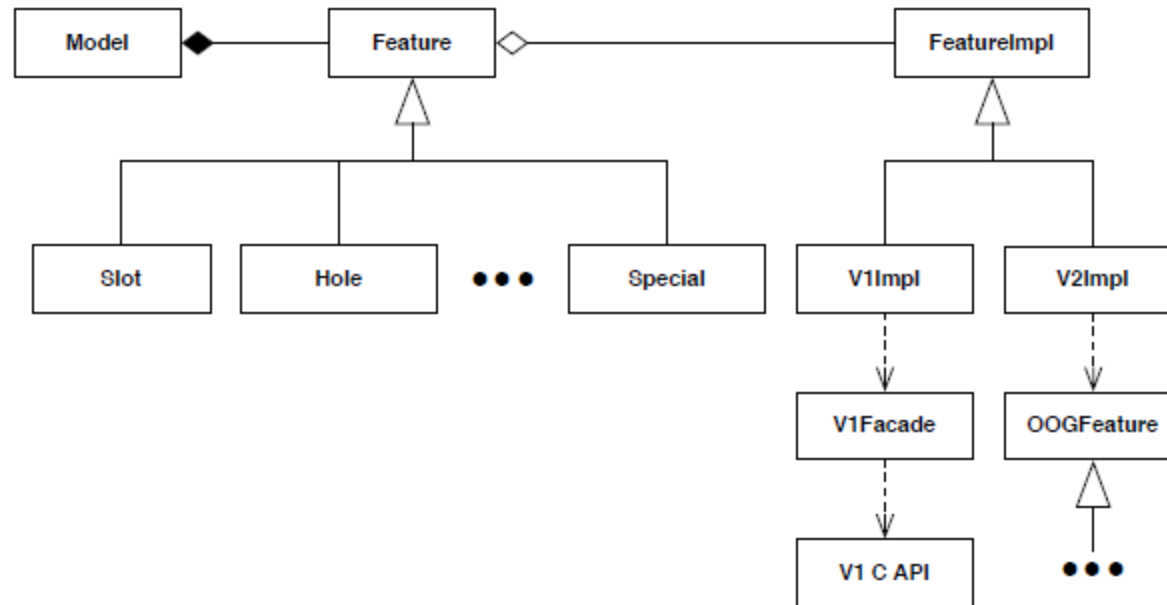 Model
Feature
FeatureImpl
Slot
Hole
Special
V1Impl
V2Impl
V1Facade
OOGFeature
V1 C API